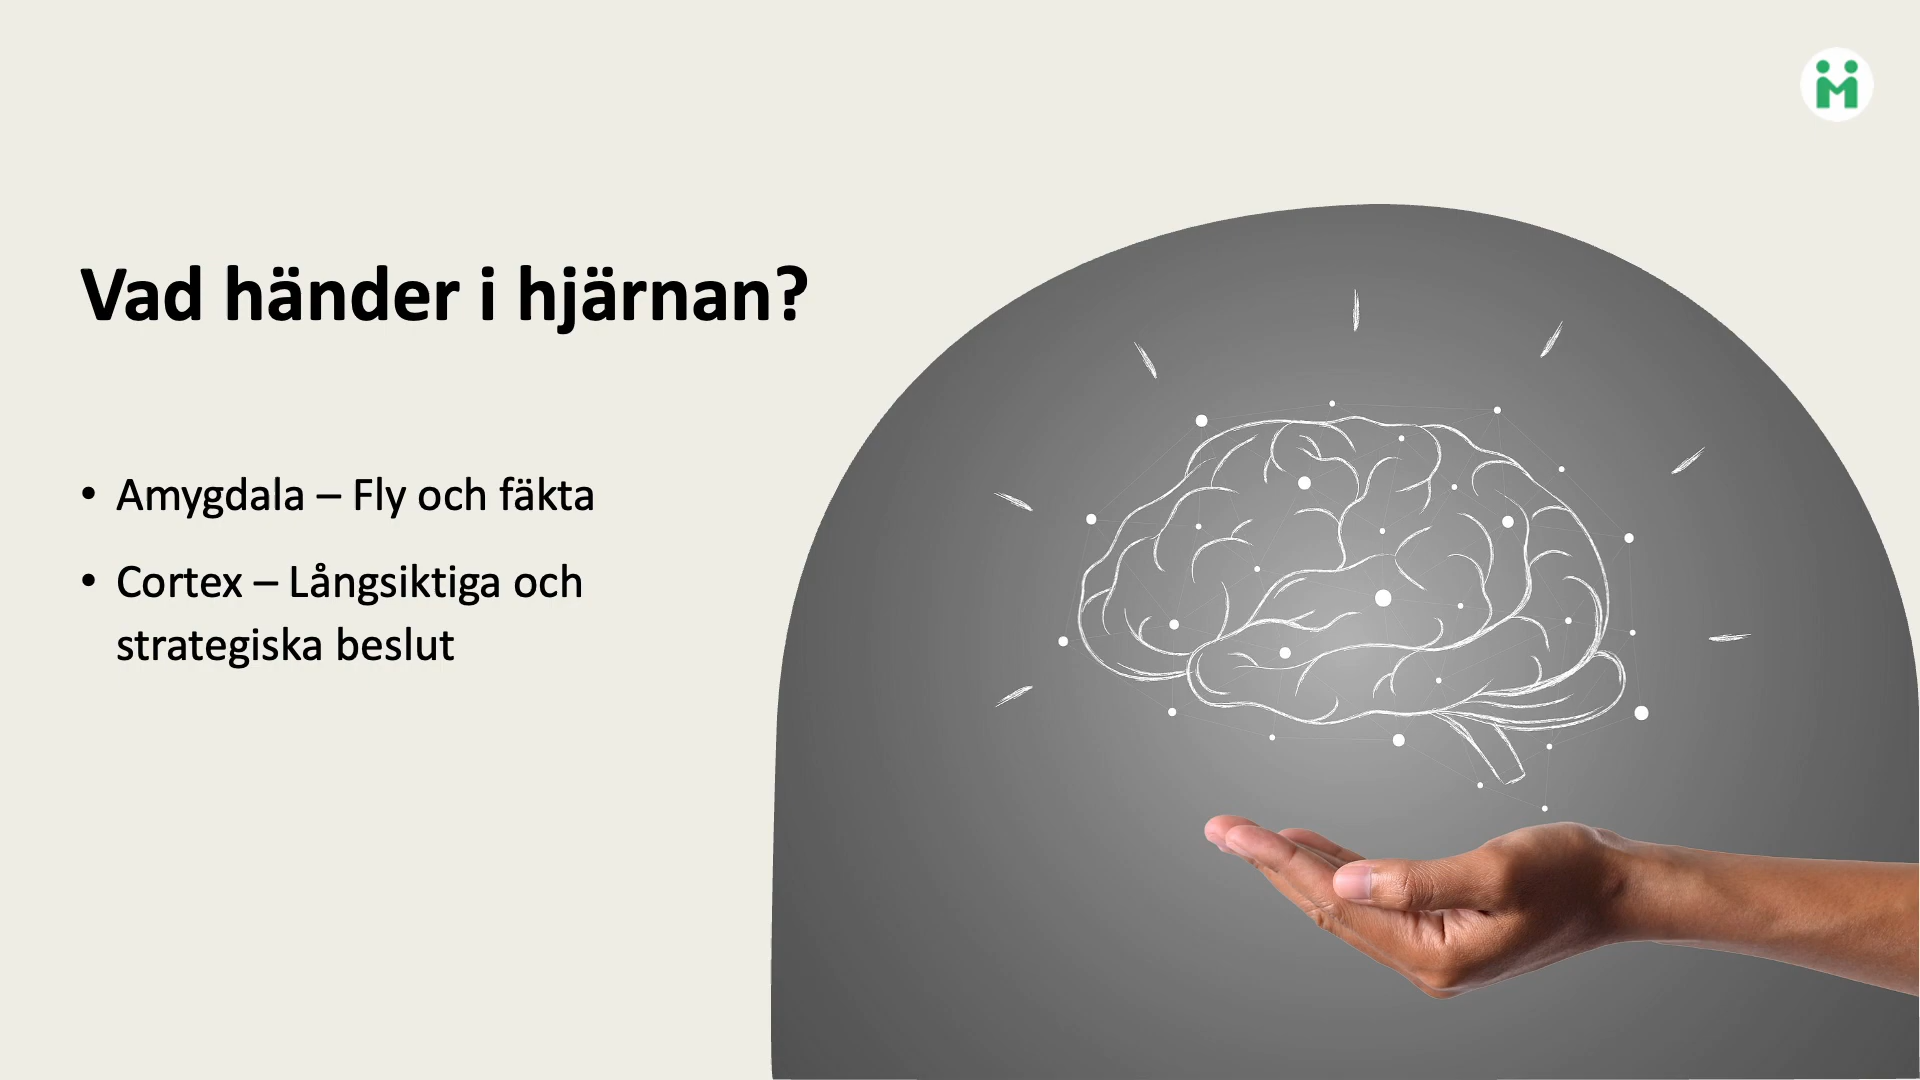 Vad händer i hjärnan?
• Amygdala – Fly och fäkta
• Cortex – Långsiktiga och
strategiska beslut